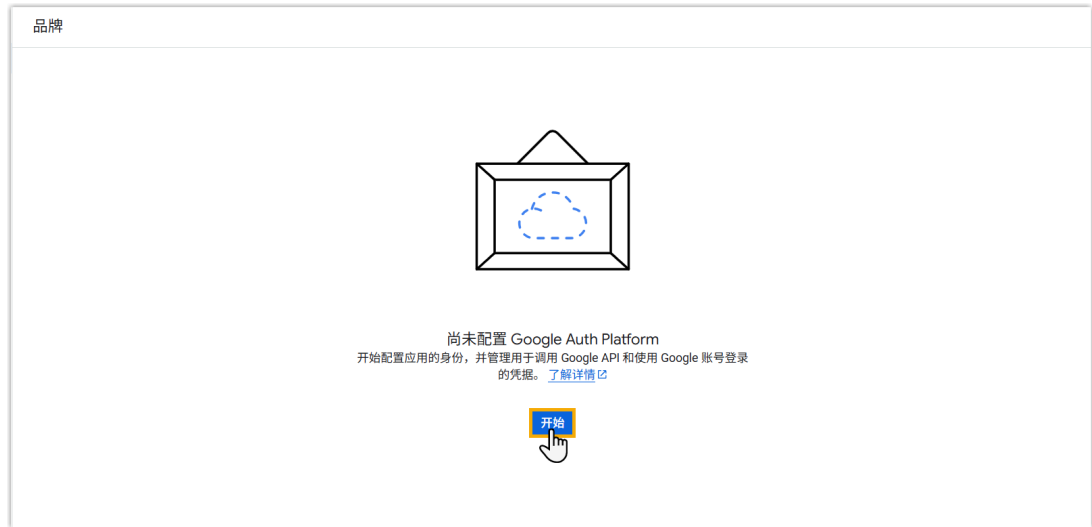 品牌
尚未配置 Google Auth Platform
开始配置应用的身份，并管理用于调用 Google API 和使用 Google 账号登录
的凭据。 了解详情
开始